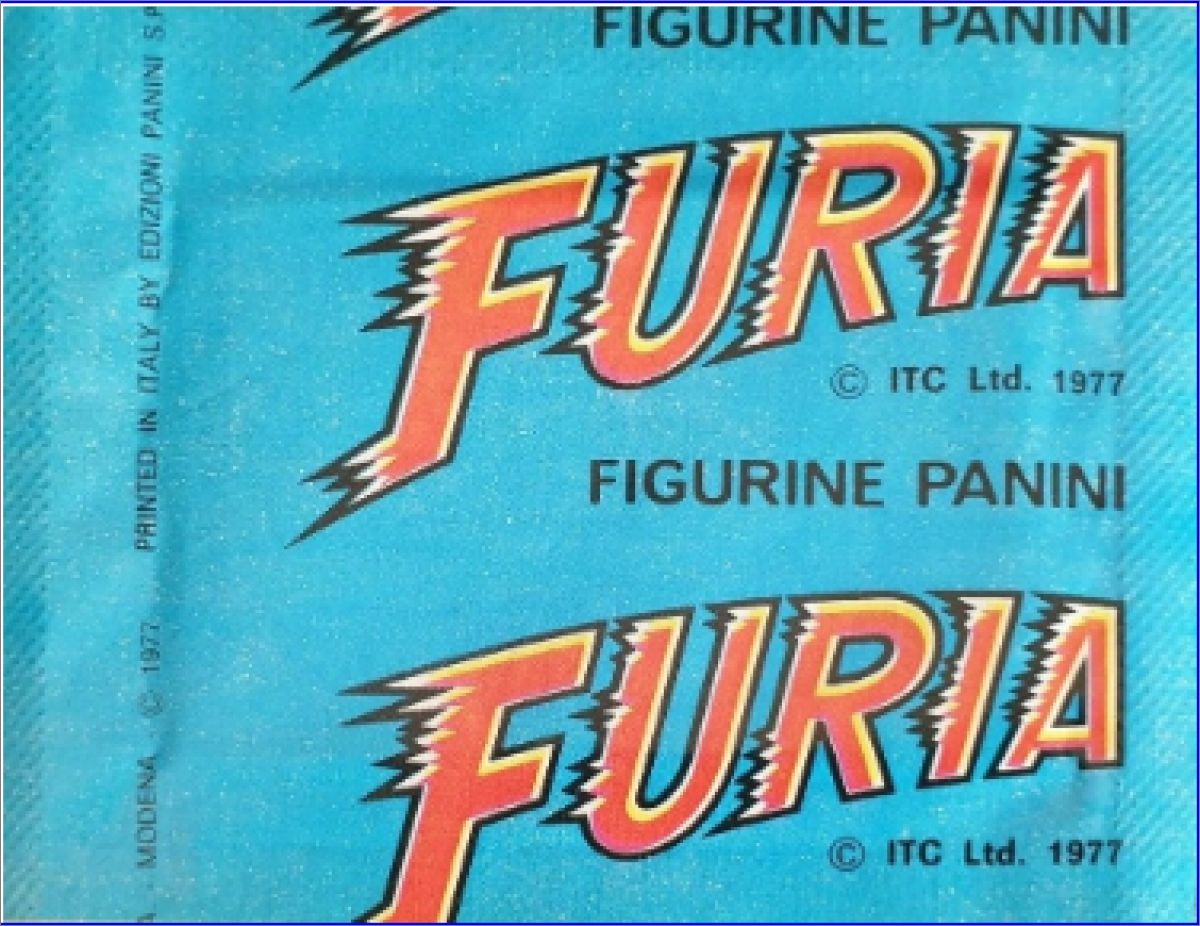 FIGURINE PANINI
FURIA
© ITC Ltd. 1977
FIGURINE PANINI
FURIA
© ITC Ltd. 1977
A. MODENA - © 1977 PRINTED IN ITALY BY EDIZIONI PANINI S.P